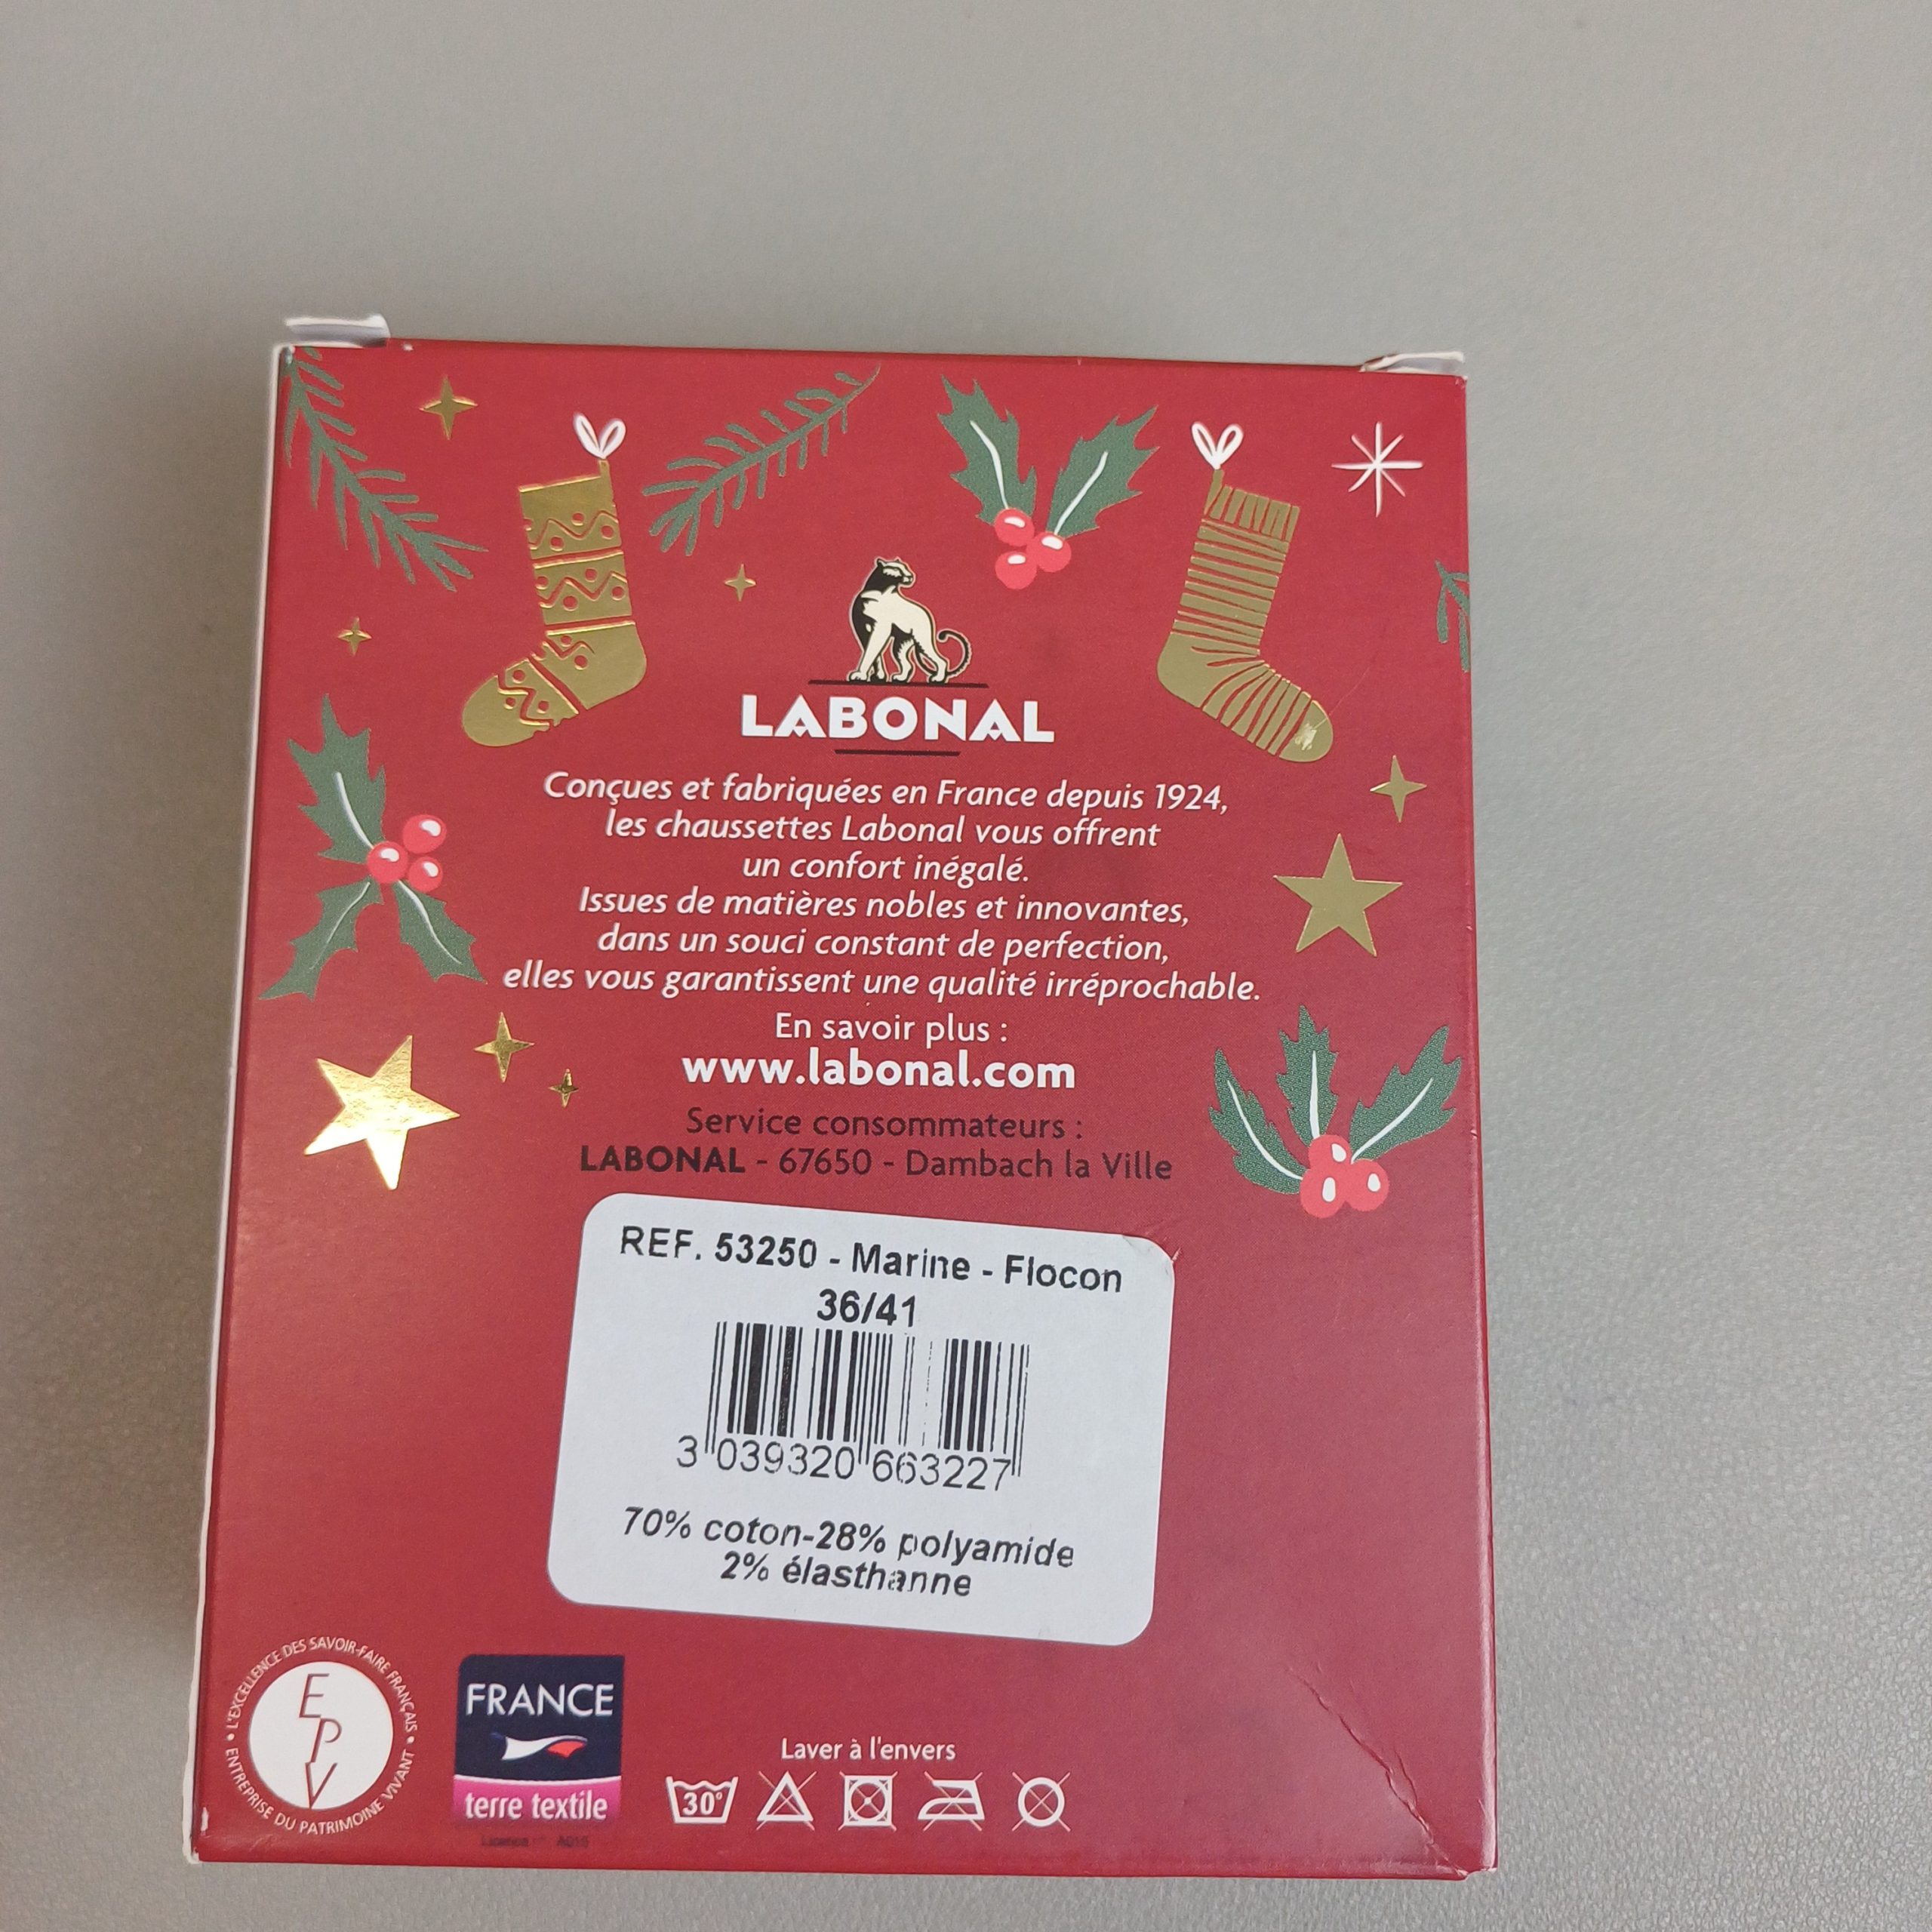 LABONAL
Conçues et fabriquées en France depuis 1924,
les chaussettes Labonal vous offrent
un confort inégalé.
Issues de matières nobles et innovantes,
dans un souci constant de perfection,
elles vous garantissent une qualité irréprochable.
En savoir plus :
www.labonal.com
Service consommateurs :
LABONAL - 67650 - Dambach la Ville
REF. 53250 - Marine - Flocon
36/41
3 039320 663227
70% coton-28% polyamide
2% élasthanne
• L'EXCELLENCE DES SAVOIR-FAIRE FRANÇAIS •
ENTREPRISE DU PATRIMOINE VIVANT
E
P
V
FRANCE
terre textile
Laver à l'envers
30°